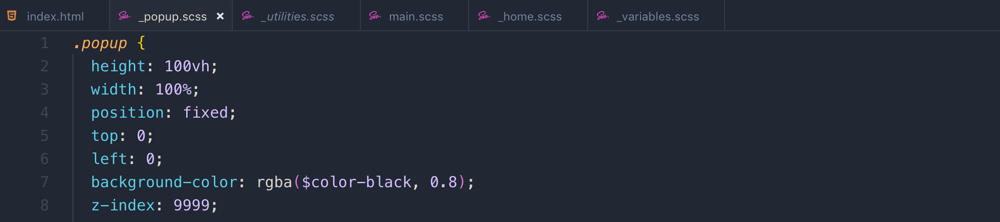 index.html _popup.scss × _utilities.scss main.scss _home.scss _variables.scss
1 .popup {
2 height: 100vh;
3 width: 100%;
4 position: fixed;
5 top: 0;
6 left: 0;
7 background-color: rgba($color-black, 0.8);
8 z-index: 9999;